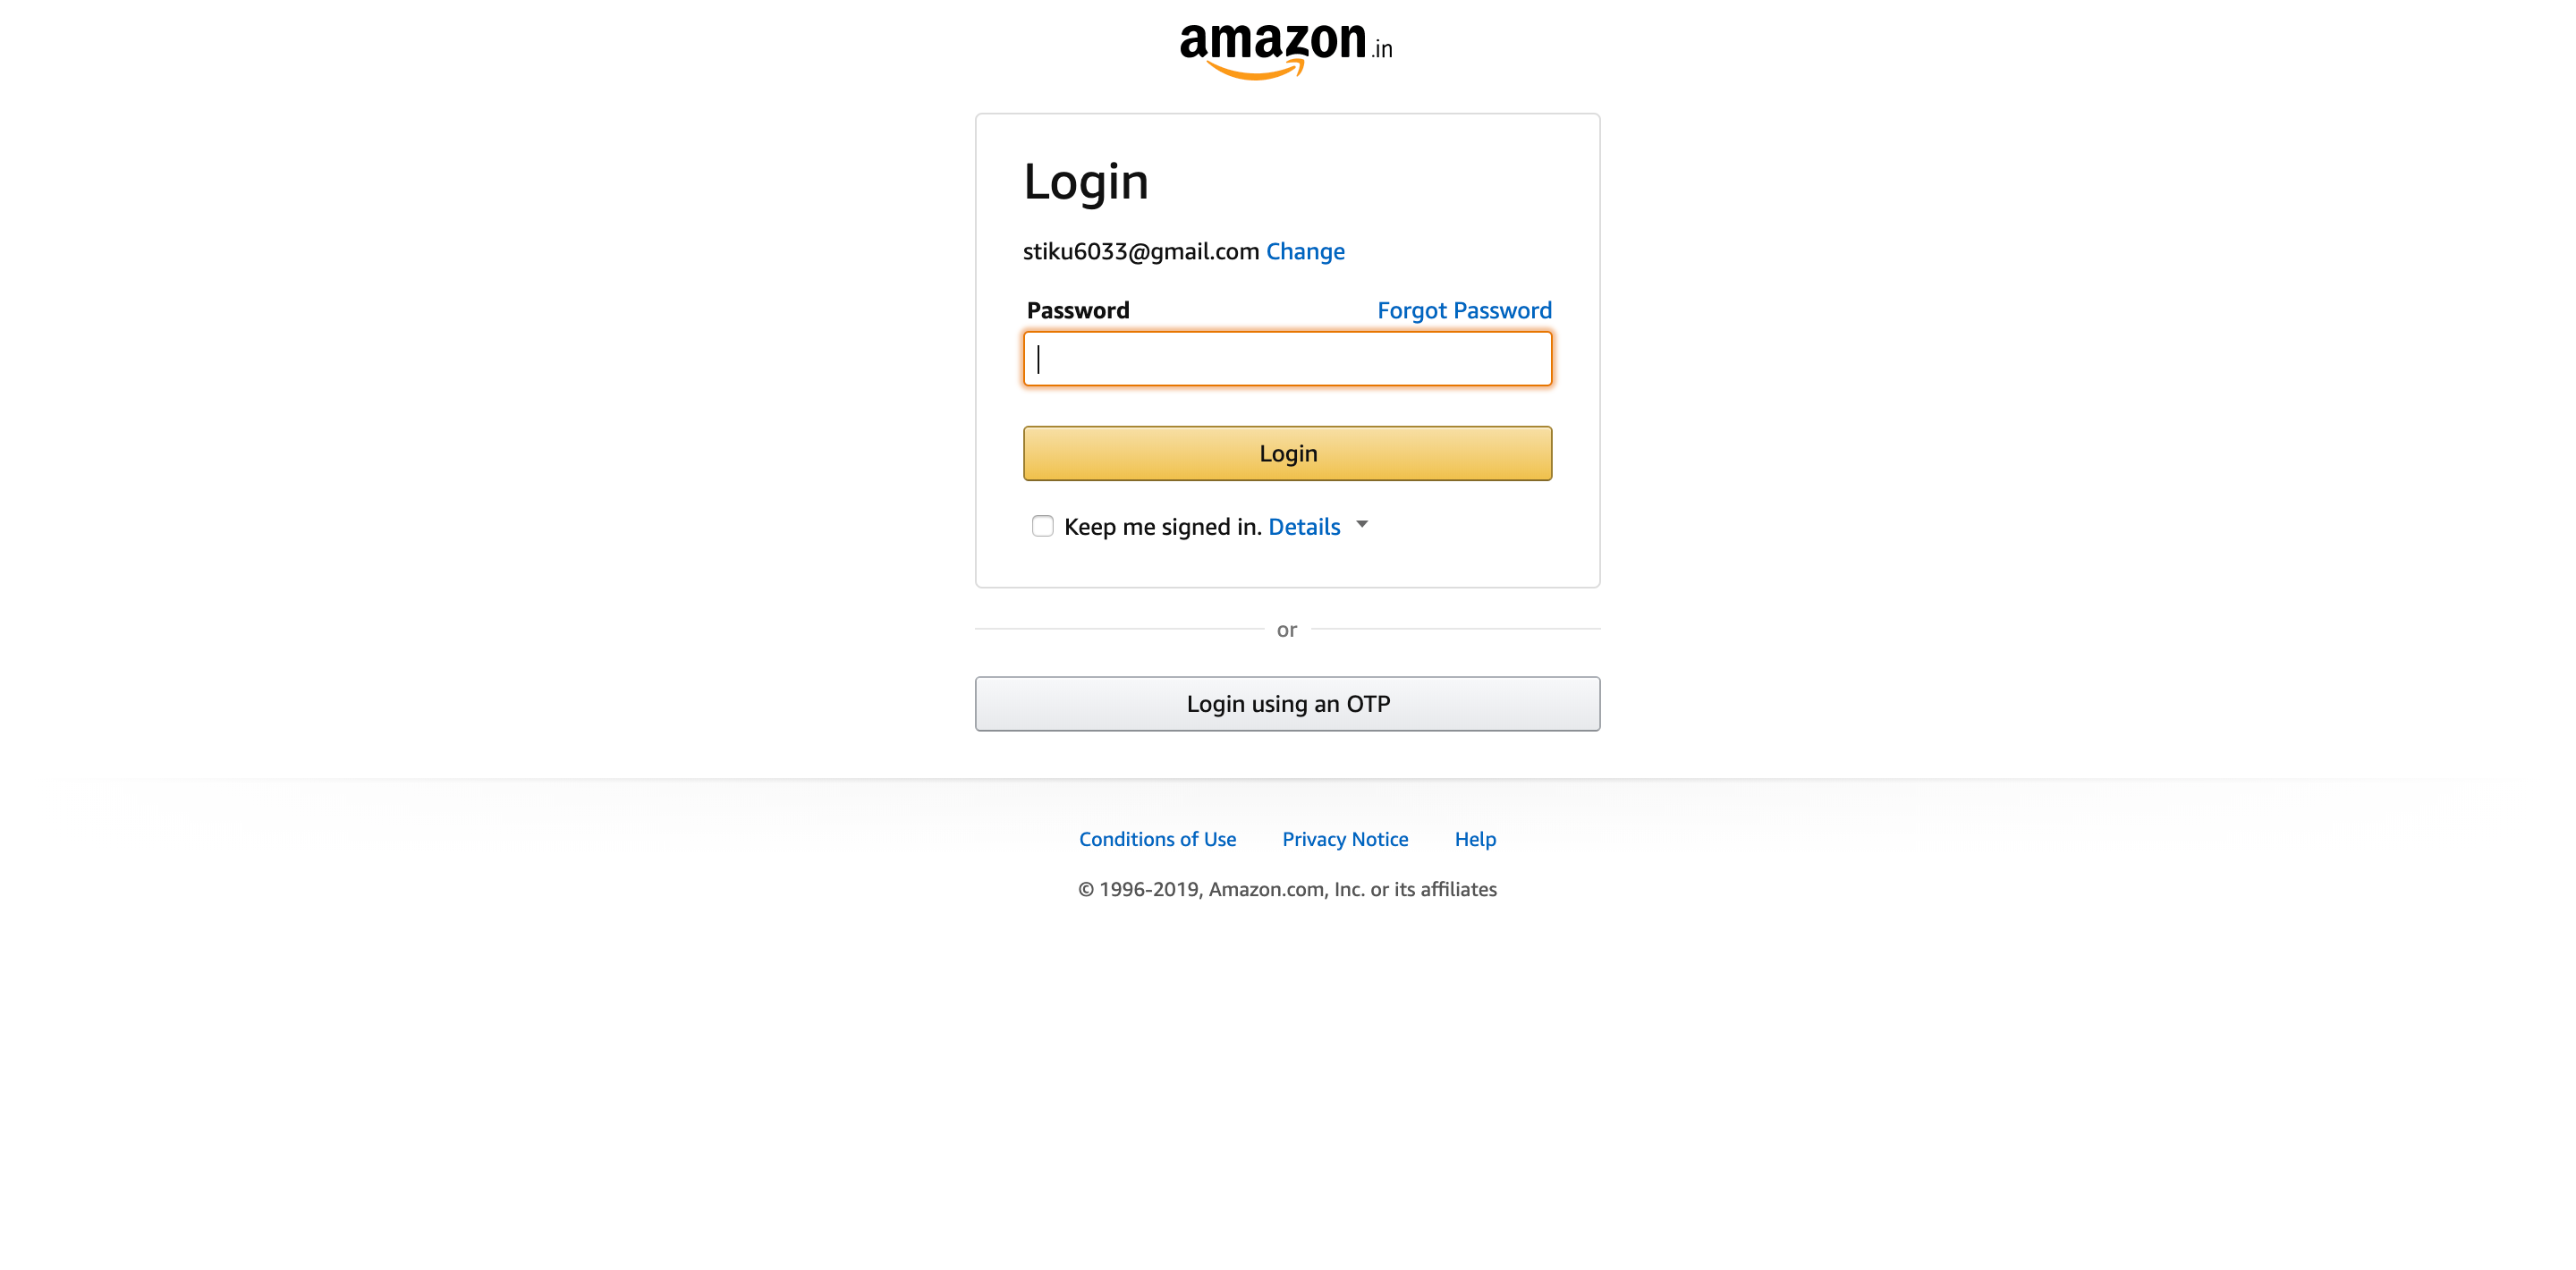 amazon.in
Login
stiku6033@gmail.com Change
Password Forgot Password
Login
Keep me signed in. Details
or
Login using an OTP
Conditions of Use Privacy Notice Help
© 1996-2019, Amazon.com, Inc. or its affiliates